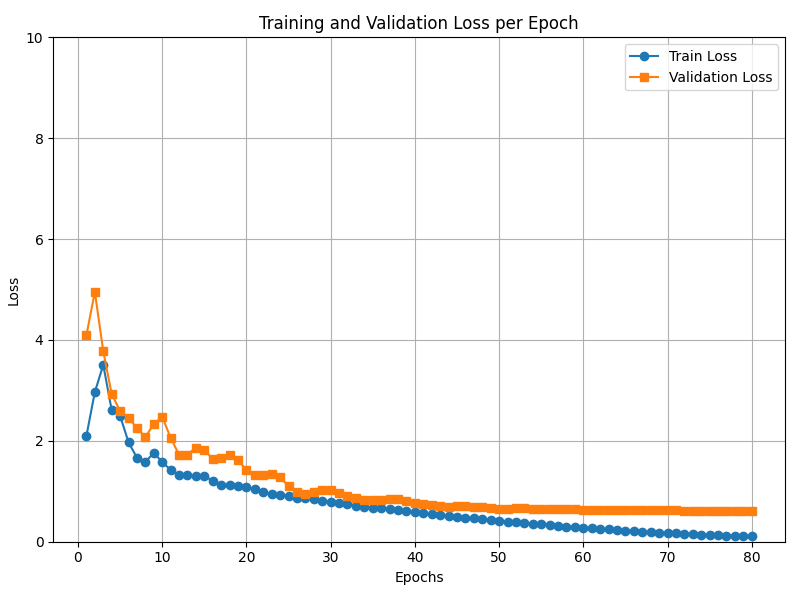 Training and Validation Loss per Epoch
Train Loss
Validation Loss
Loss
10
8
6
4
2
0
0 10 20 30 40 50 60 70 80
Epochs